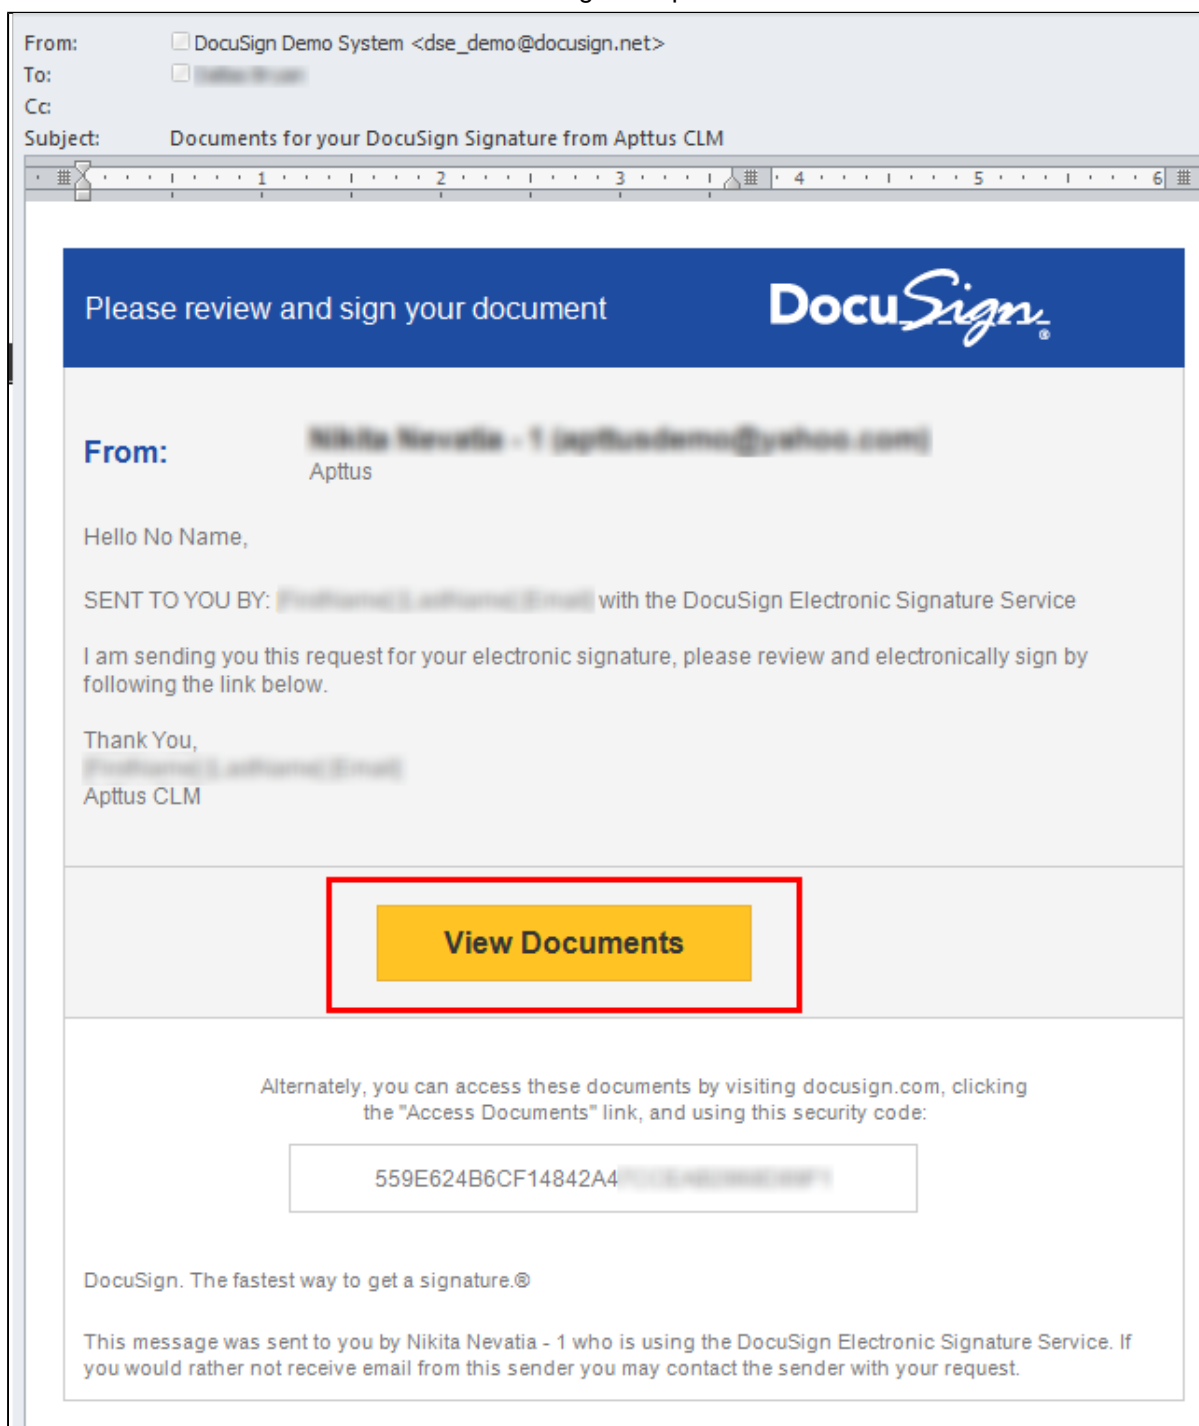 From: DocuSign Demo System <dse_demo@docusign.net>
To:
Cc:
Subject: Documents for your DocuSign Signature from Apttus CLM
1 2 3 4 5 6
Please review and sign your document DocuSign®
From:
Apttus
Hello No Name,
SENT TO YOU BY: with the DocuSign Electronic Signature Service
I am sending you this request for your electronic signature, please review and electronically sign by
following the link below.
Thank You,
Apttus CLM
View Documents
Alternately, you can access these documents by visiting docusign.com, clicking
the "Access Documents" link, and using this security code:
559E624B6CF14842A4
DocuSign. The fastest way to get a signature.®
This message was sent to you by Nikita Nevatia - 1 who is using the DocuSign Electronic Signature Service. If
you would rather not receive email from this sender you may contact the sender with your request.